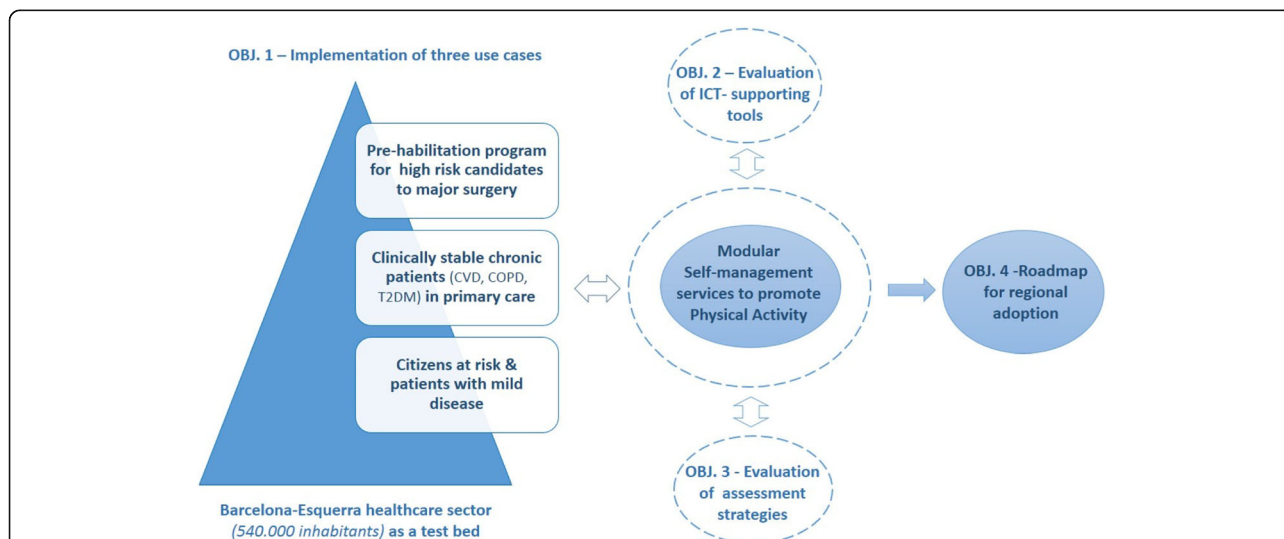 OBJ. 1 – Implementation of three use cases
Pre-habilitation program
for high risk candidates
to major surgery
Clinically stable chronic
patients (CVD, COPD,
T2DM) in primary care
Citizens at risk &
patients with mild
disease
Barcelona-Esquerra healthcare sector
(540.000 inhabitants) as a test bed
OBJ. 2 – Evaluation
of ICT- supporting
tools
Modular
Self-management
services to promote
Physical Activity
OBJ. 3 - Evaluation
of assessment
strategies
OBJ. 4 -Roadmap
for regional
adoption